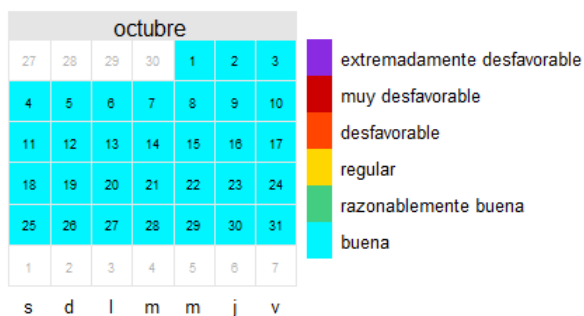 octubre
27 28 29 30 1 2 3
4 5 6 7 8 9 10
11 12 13 14 15 16 17
18 19 20 21 22 23 24
25 26 27 28 29 30 31
1 2 3 4 5 6 7
s d l m m j v
extremadamente desfavorable
muy desfavorable
desfavorable
regular
razonablemente buena
buena